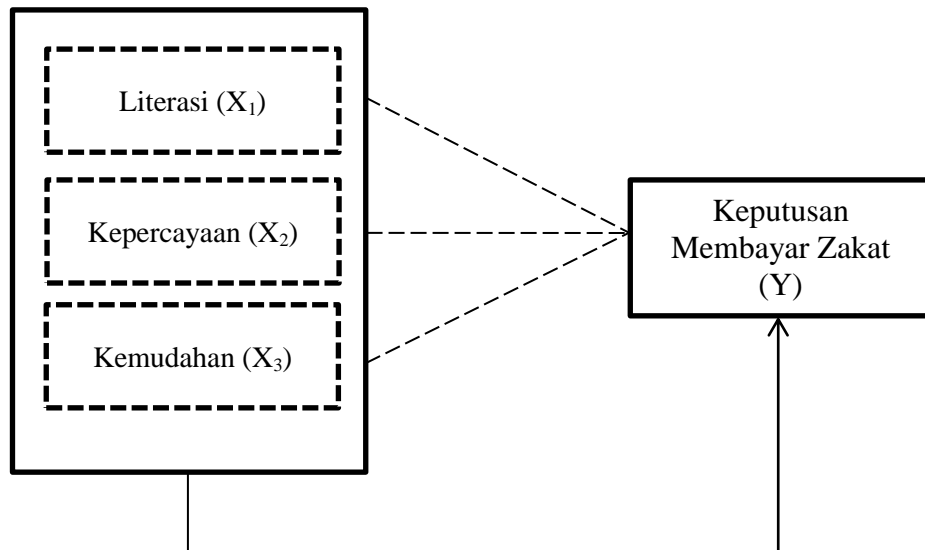 Literasi (X₁)
Kepercayaan (X₂)
Kemudahan (X₃)
Keputusan
Membayar Zakat
(Y)